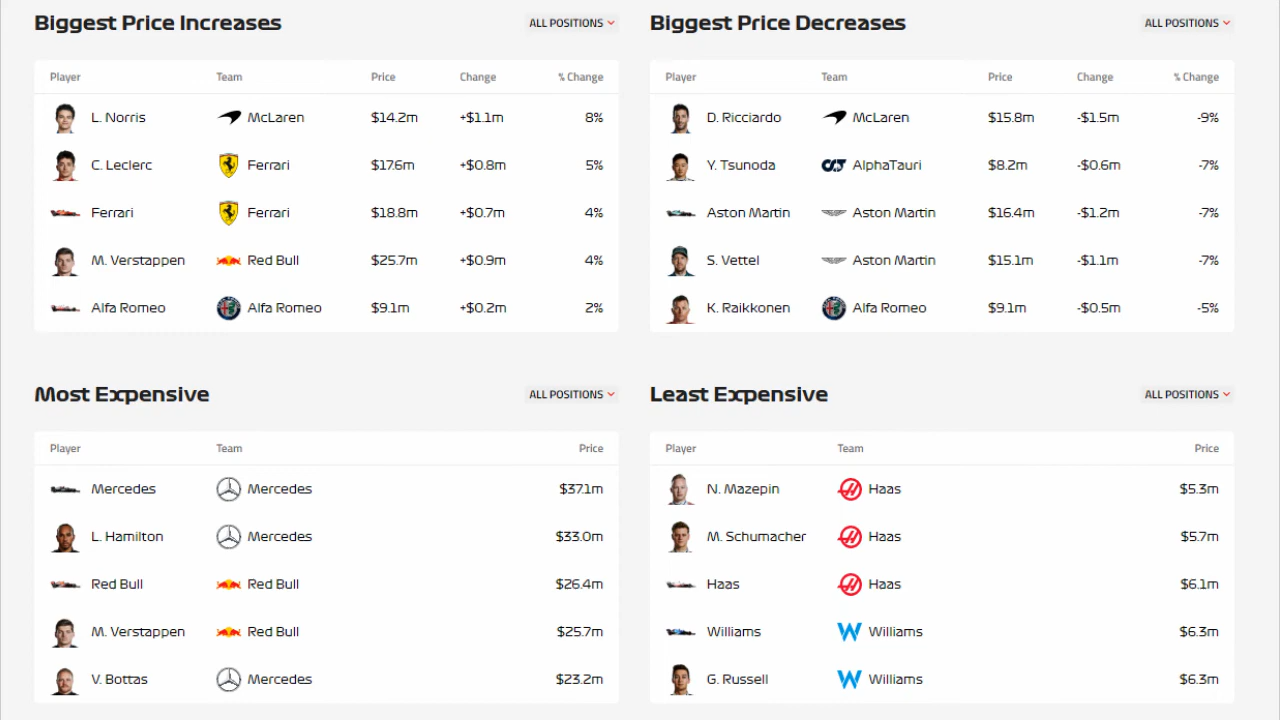 Biggest Price Increases
ALL POSITIONS
Player Team Price Change % Change
L. Norris McLaren $14.2m +$1.1m 8%
C. Leclerc Ferrari $17.6m +$0.8m 5%
Ferrari Ferrari $18.8m +$0.7m 4%
M. Verstappen Red Bull $25.7m +$0.9m 4%
Alfa Romeo Alfa Romeo $9.1m +$0.2m 2%
Biggest Price Decreases
ALL POSITIONS
Player Team Price Change % Change
D. Ricciardo McLaren $15.8m -$1.5m -9%
Y. Tsunoda AlphaTauri $8.2m -$0.6m -7%
Aston Martin Aston Martin $16.4m -$1.2m -7%
S. Vettel Aston Martin $15.1m -$1.1m -7%
K. Raikkonen Alfa Romeo $9.1m -$0.5m -5%
Most Expensive
ALL POSITIONS
Player Team Price
Mercedes Mercedes $37.1m
L. Hamilton Mercedes $33.0m
Red Bull Red Bull $26.4m
M. Verstappen Red Bull $25.7m
V. Bottas Mercedes $23.2m
Least Expensive
ALL POSITIONS
Player Team Price
N. Mazepin Haas $5.3m
M. Schumacher Haas $5.7m
Haas Haas $6.1m
Williams Williams $6.3m
G. Russell Williams $6.3m